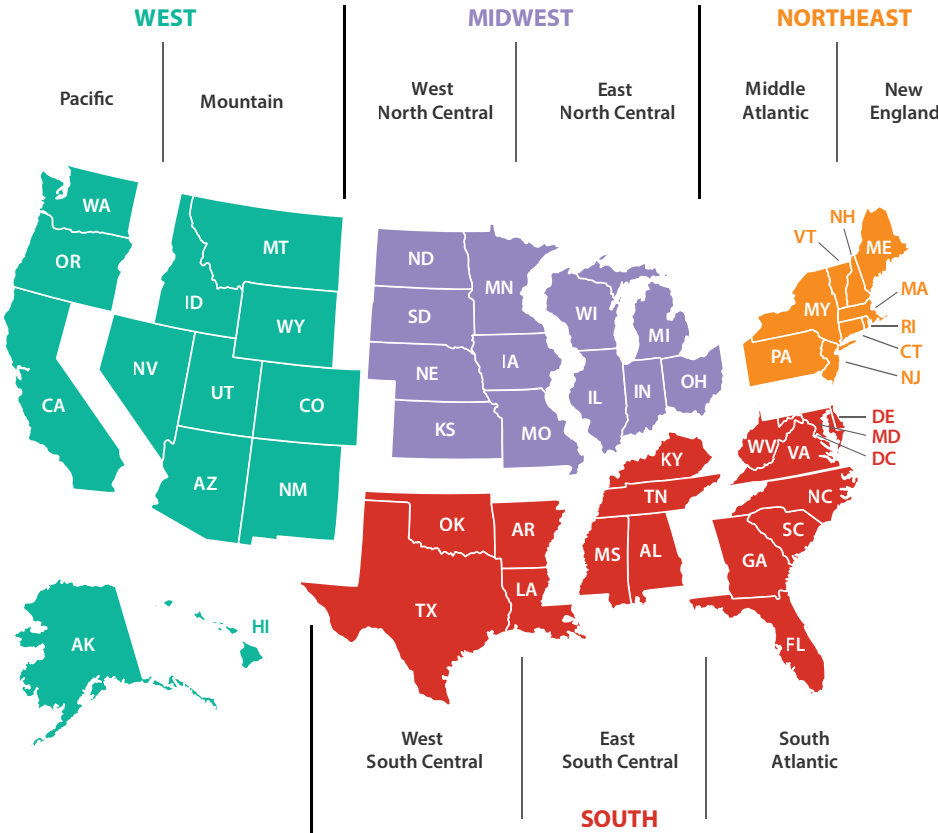 WEST
MIDWEST
NORTHEAST
Pacific
Mountain
West
North Central
East
North Central
Middle
Atlantic
New
England
WA
OR
CA
NV
ID
MT
WY
UT
CO
AZ
NM
AK
HI
ND
SD
NE
KS
MN
IA
MO
WI
IL
IN
MI
OH
NH
VT
ME
MY
MA
RI
CT
NJ
PA
DE
MD
DC
WV
VA
NC
SC
GA
FL
KY
TN
MS
AL
OK
AR
LA
TX
West
South Central
East
South Central
South
Atlantic
SOUTH